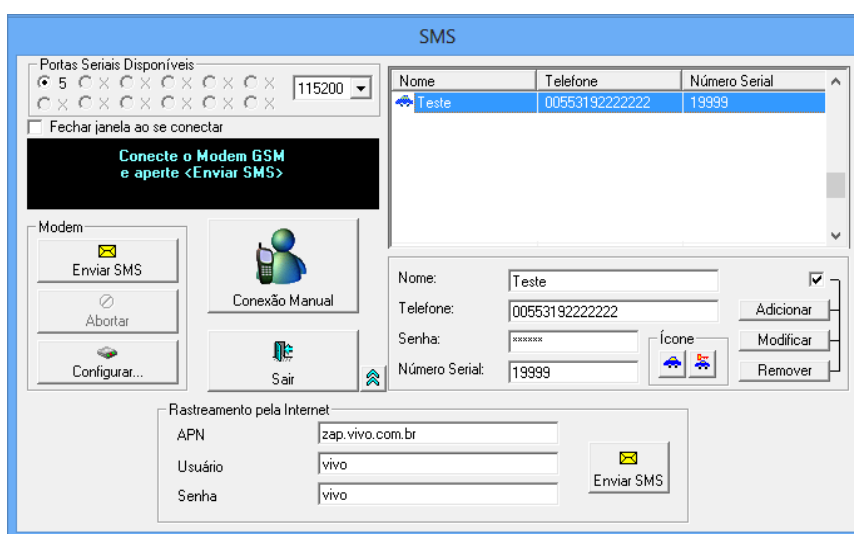 SMS
Portas Seriais Disponíveis
5 X X X X X 115200
X X X X X X
Fechar janela ao se conectar
Conecte o Modem GSM
e aperte <Enviar SMS>
Nome Telefone Número Serial
Teste 00553192222222 19999
Modem
Enviar SMS
Abortar
Configurar...
Conexão Manual
Sair
Nome: Teste
Telefone: 00553192222222
Senha: ******
Número Serial: 19999
Ícone
Adicionar
Modificar
Remover
Rastreamento pela Internet
APN zap.vivo.com.br
Usuário vivo
Senha vivo
Enviar SMS